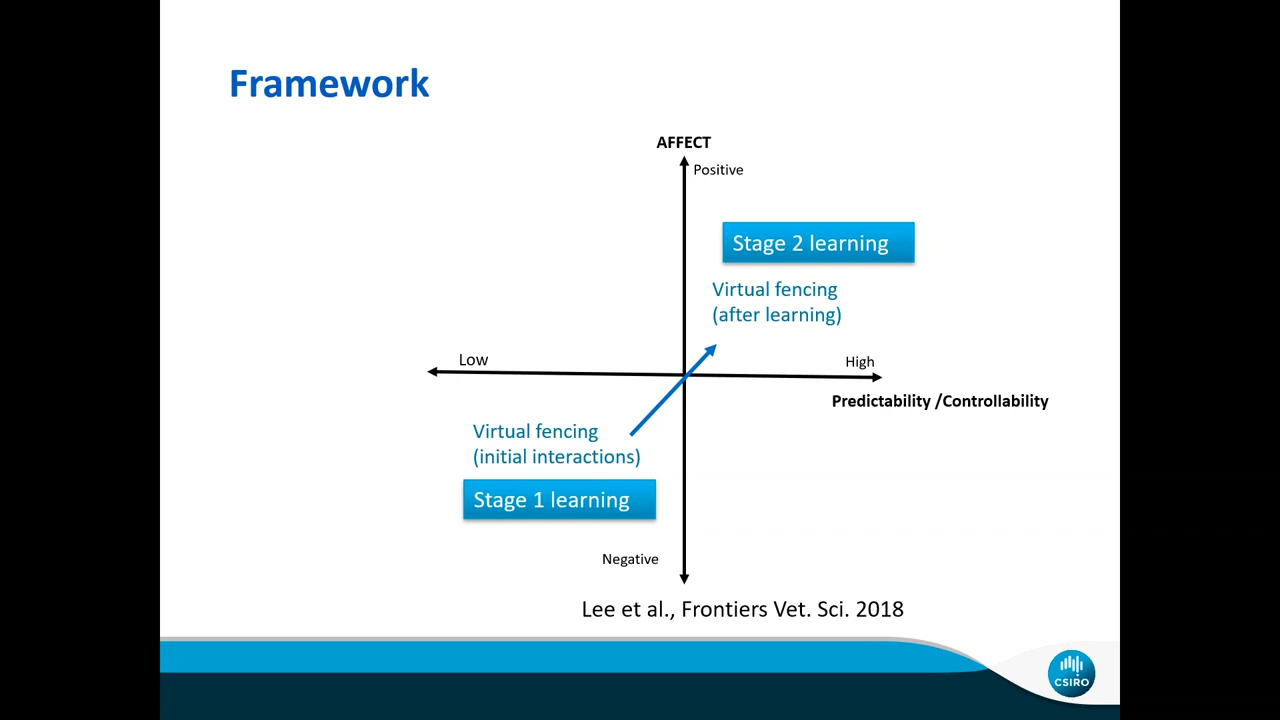 Framework
AFFECT
Positive
Stage 2 learning
Virtual fencing
(after learning)
Low
High
Predictability /Controllability
Virtual fencing
(initial interactions)
Stage 1 learning
Negative
Lee et al., Frontiers Vet. Sci. 2018
CSIRO